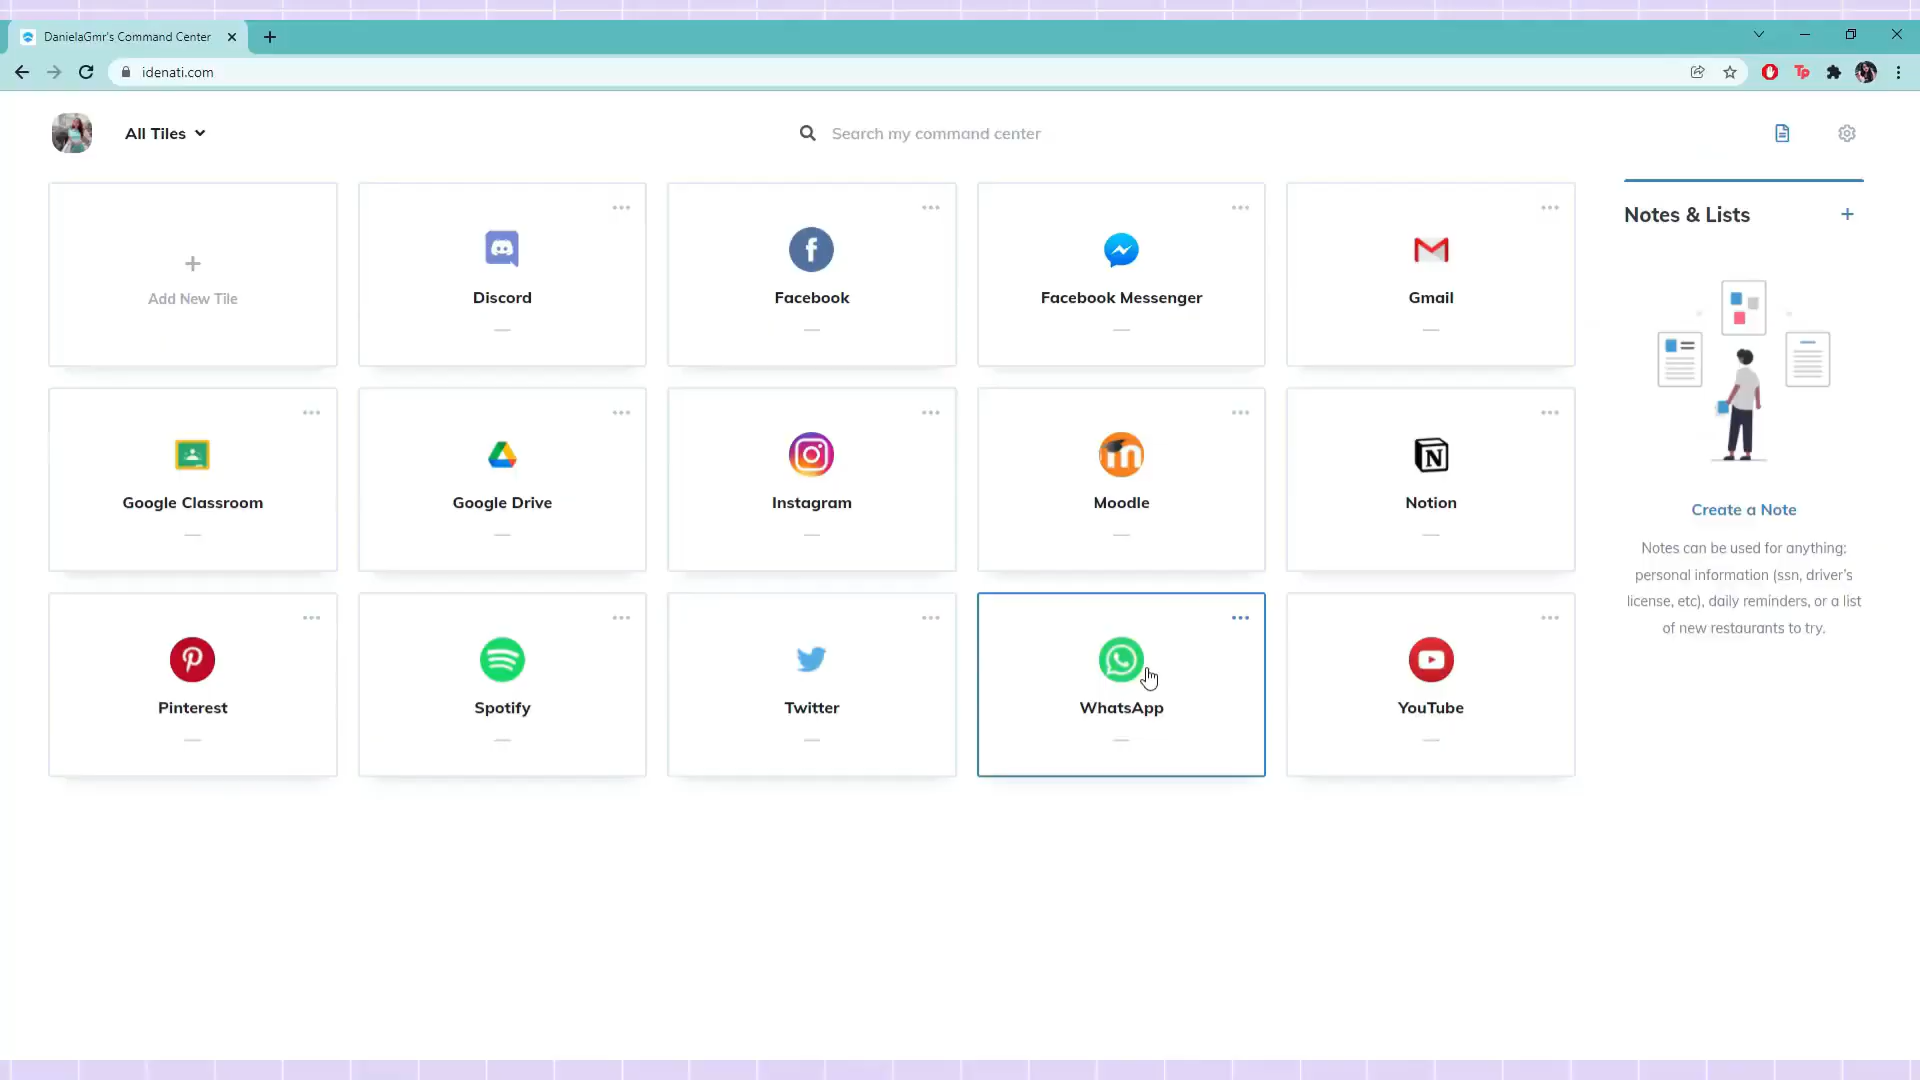 DanielaGmr's Command Center
idenati.com
All Tiles
Search my command center
Add New Tile
Discord
Facebook
Facebook Messenger
Gmail
Notes & Lists
Google Classroom
Google Drive
Instagram
Moodle
Notion
Create a Note
Notes can be used for anything:
personal information (ssn, driver's
license, etc), daily reminders, or a list
of new restaurants to try.
Pinterest
Spotify
Twitter
WhatsApp
YouTube